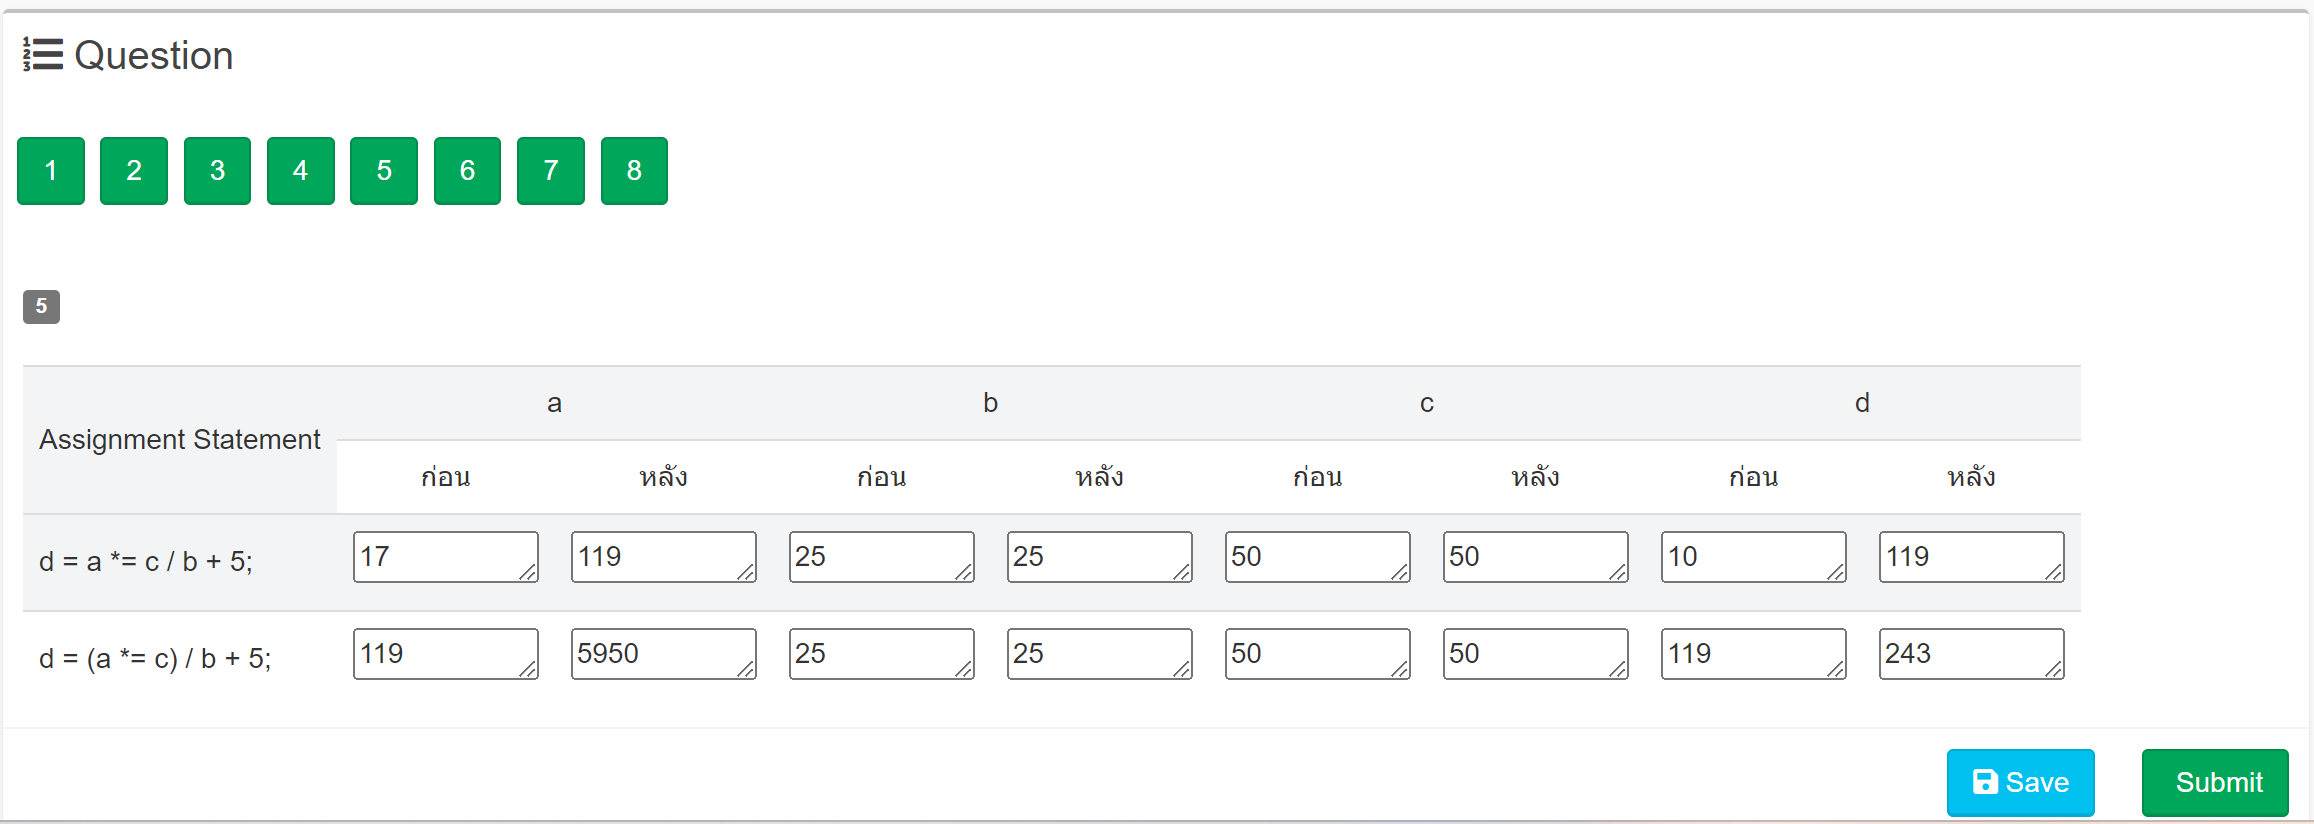 Question
1 2 3 4 5 6 7 8
5
Assignment Statement a b c d
ก่อน หลัง ก่อน หลัง ก่อน หลัง ก่อน หลัง
d = a *= c / b + 5; 17 119 25 25 50 50 10 119
d = (a *= c) / b + 5; 119 5950 25 25 50 50 119 243
Save Submit